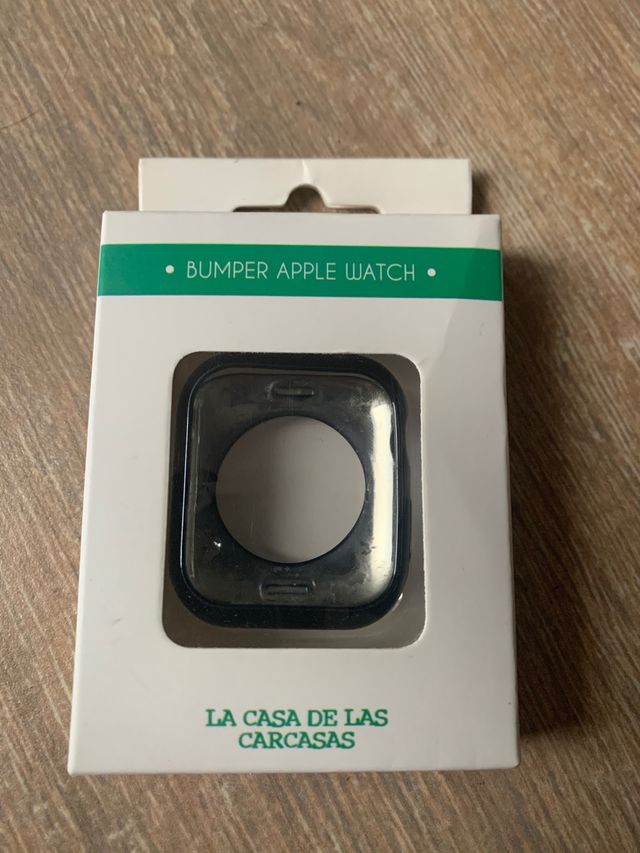 • BUMPER APPLE WATCH •
LA CASA DE LAS
CARCASAS